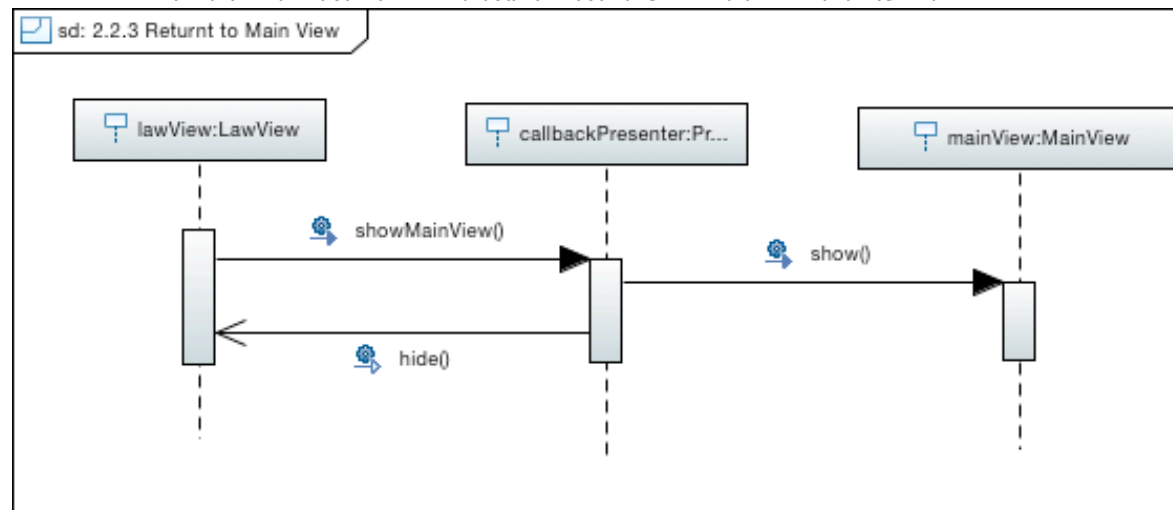 sd: 2.2.3 Returnt to Main View
lawView:LawView
callbackPresenter:Pr...
mainView:MainView
showMainView()
show()
hide()